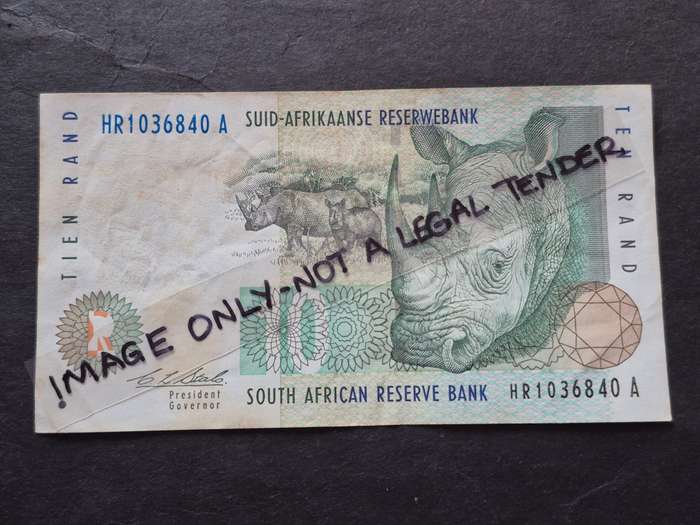 TIEN RAND
HR1036840 A
SUID-AFRIKAANSE RESERWEBANK
TEN RAND
IMAGE ONLY-NOT A LEGAL TENDER
10
President
Governor
SOUTH AFRICAN RESERVE BANK
HR1036840 A